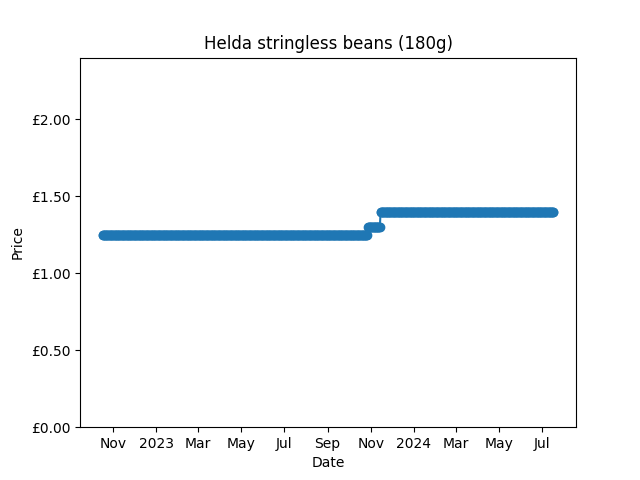 Helda stringless beans (180g)
£2.00
£1.50
£1.00
£0.50
£0.00
Price
Nov 2023 Mar May Jul Sep Nov 2024 Mar May Jul
Date